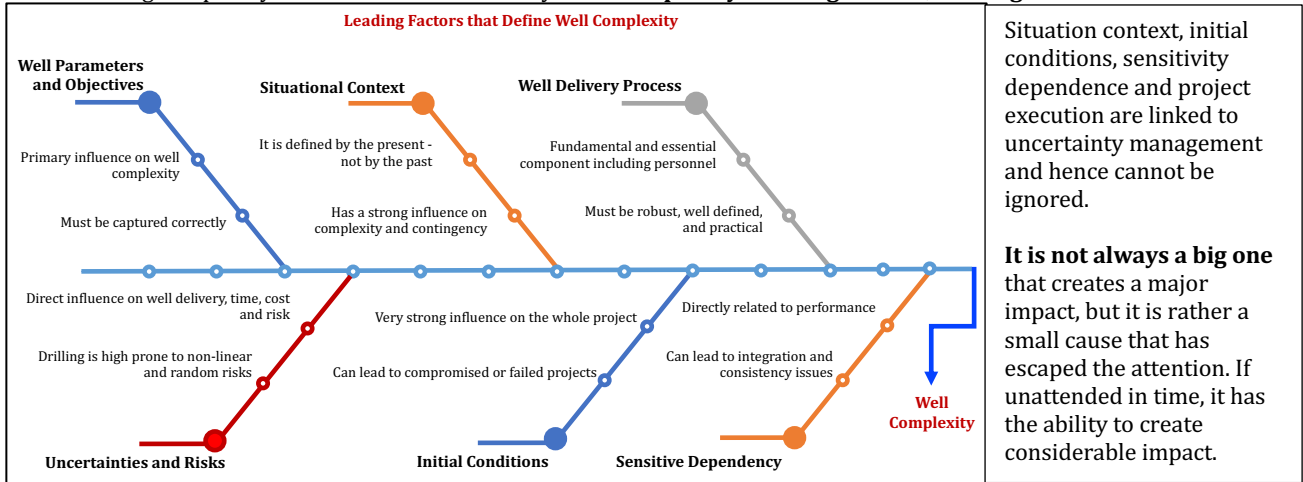 Leading Factors that Define Well Complexity
Well Parameters
and Objectives
Situational Context
Well Delivery Process
Primary influence on well
complexity
Must be captured correctly
It is defined by the present -
not by the past
Has a strong influence on
complexity and contingency
Fundamental and essential
component including personnel
Must be robust, well defined,
and practical
Direct influence on well delivery, time, cost
and risk
Drilling is high prone to non-linear
and random risks
Uncertainties and Risks
Very strong influence on the whole project
Can lead to compromised or failed projects
Initial Conditions
Directly related to performance
Can lead to integration and
consistency issues
Sensitive Dependency
Well
Complexity
Situation context, initial
conditions, sensitivity
dependence and project
execution are linked to
uncertainty management
and hence cannot be
ignored.
It is not always a big one
that creates a major
impact, but it is rather a
small cause that has
escaped the attention. If
unattended in time, it has
the ability to create
considerable impact.